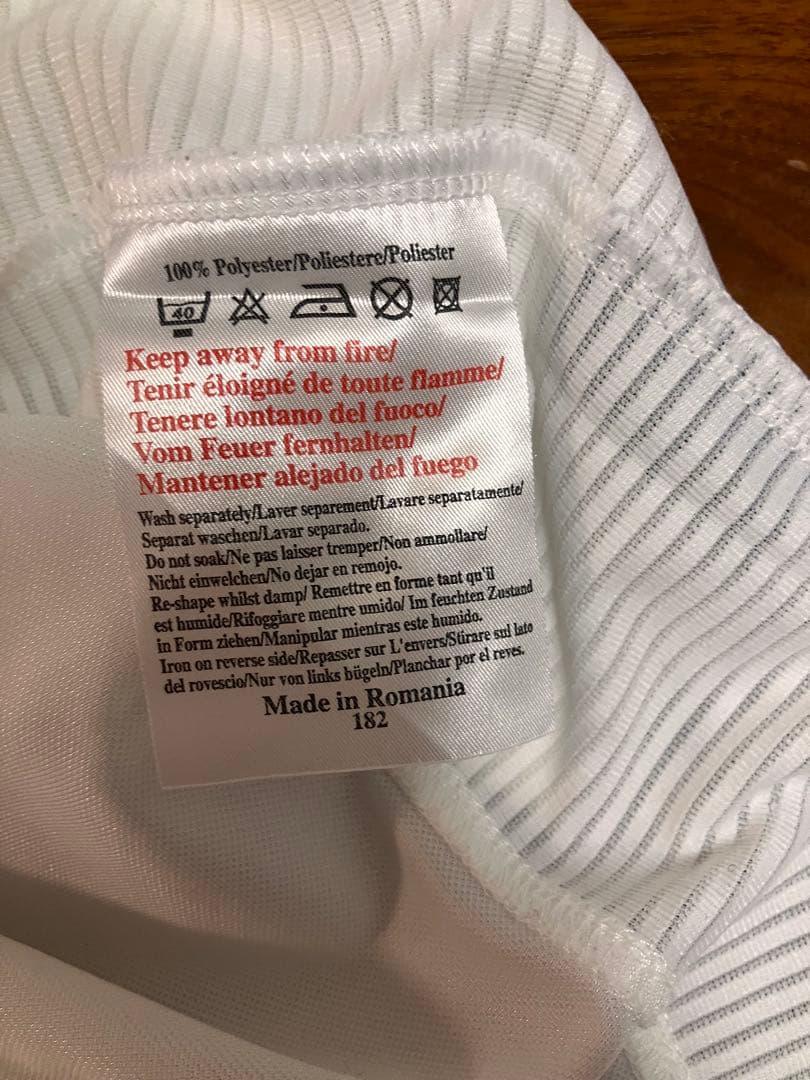 100% Polyester/Poliestere/Poliester
40
Keep away from fire/
Tenir éloigné de toute flamme/
Tenere lontano del fuoco/
Vom Feuer fernhalten/
Mantener alejado del fuego
Wash separately/Laver separement/Lavare separatamente/
Separat waschen/Lavar separado.
Do not soak/Ne pas laisser tremper/Non ammollare/
Nicht einweichen/No dejar en remojo.
Re-shape whilst damp/ Remettre en forme tant qu'il
est humide/Rifoggiare mentre umido/ Im feuchten Zustand
in Form ziehen/Manipular mientras este humido.
Iron on reverse side/Repasser sur L'envers/Stirare sul lato
del rovescio/Nur von links bügeln/Planchar por el reves.
Made in Romania
182